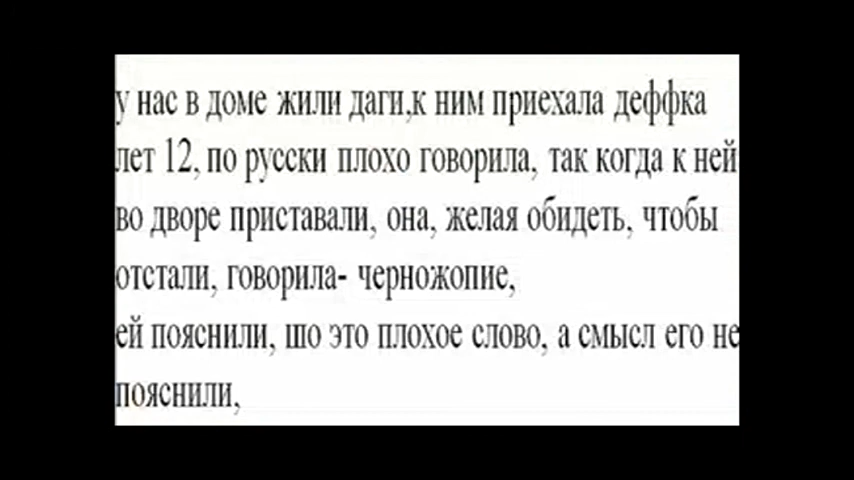 у нас в доме жили даги,к ним приехала деффка
лет 12, по русски плохо говорила, так когда к ней
во дворе приставали, она, желая обидеть, чтобы
отстали, говорила- черножопие,
ей пояснили, шо это плохое слово, а смысл его не
пояснили,